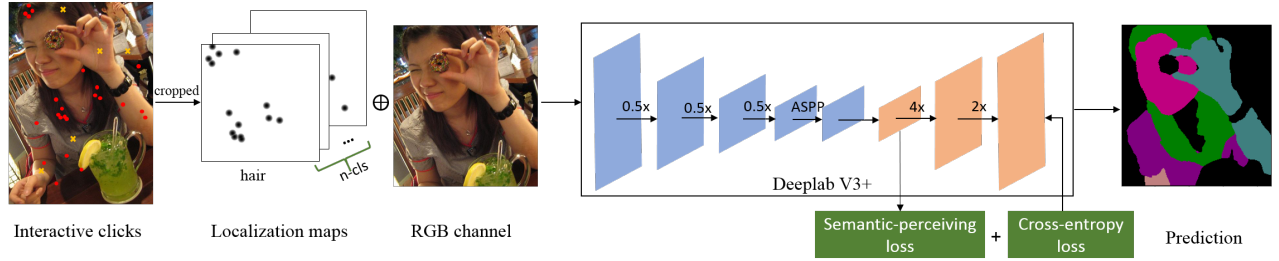 cropped
...
hair
n-cls
⊕
0.5x
0.5x
0.5x
ASPP
4x
2x
Deeplab V3+
Semantic-perceiving
loss
+
Cross-entropy
loss
Interactive clicks
Localization maps
RGB channel
Prediction